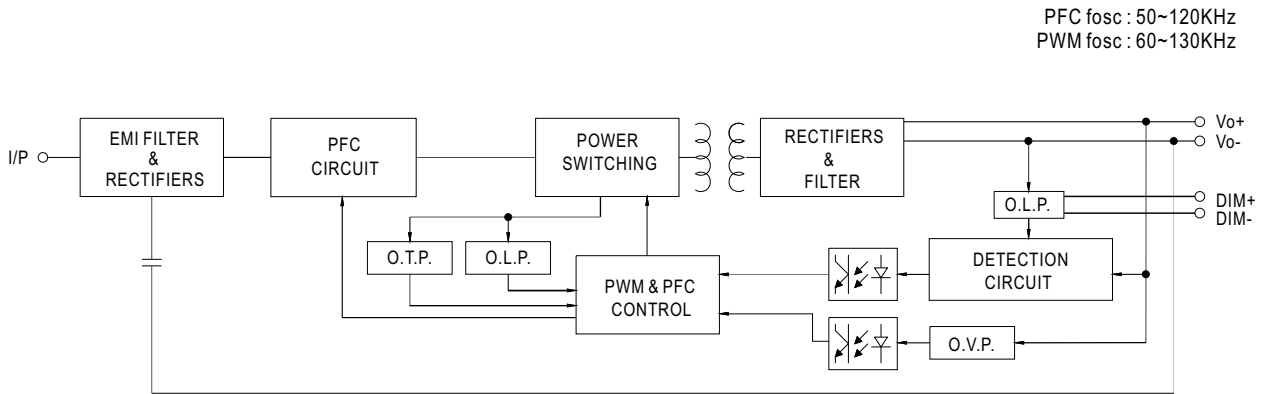 PFC fosc : 50~120KHz
PWM fosc : 60~130KHz
I/P
EMI FILTER
&
RECTIFIERS
PFC
CIRCUIT
POWER
SWITCHING
RECTIFIERS
&
FILTER
Vo+
Vo-
O.L.P.
DIM+
DIM-
O.T.P.
O.L.P.
PWM & PFC
CONTROL
DETECTION
CIRCUIT
O.V.P.